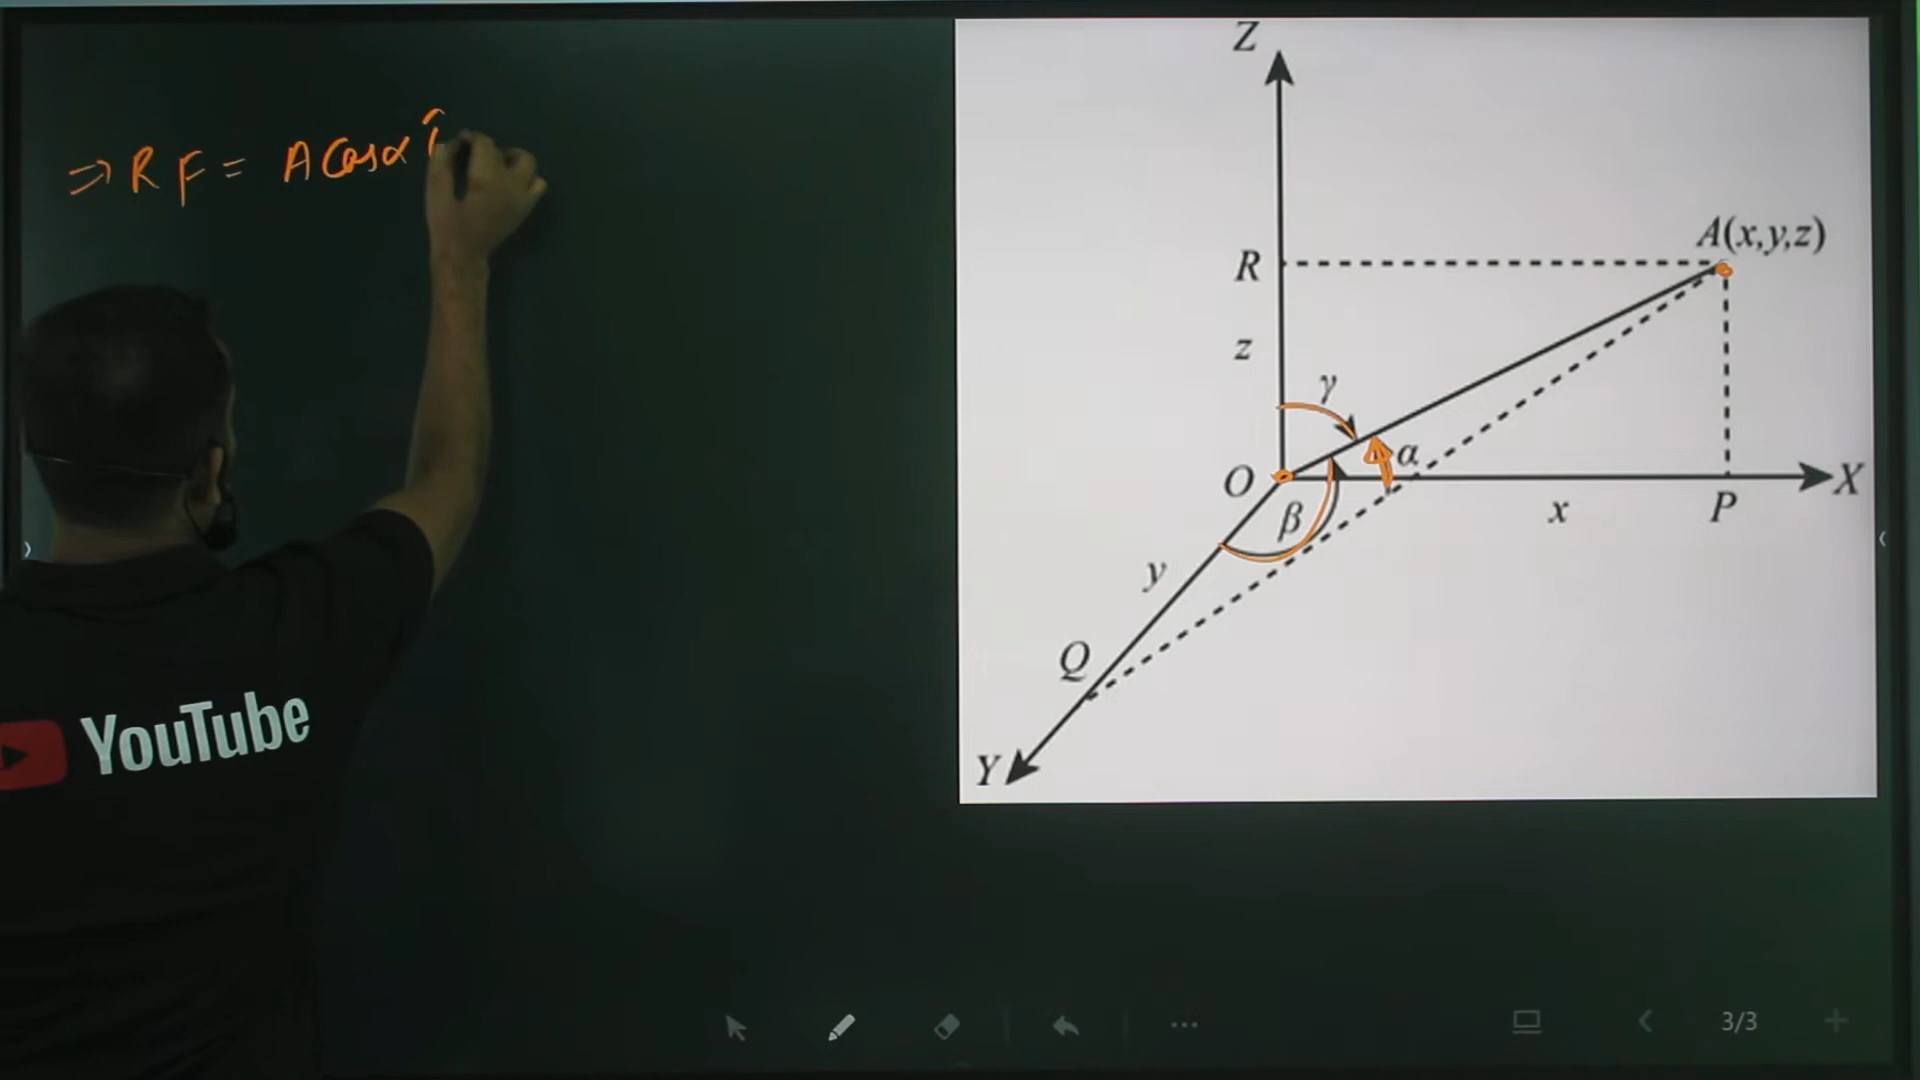 ⇒ R F = A Cosα î
Z
A(x,y,z)
R
z
γ
α
O
X
β
x
P
y
Q
Y
YouTube
3/3